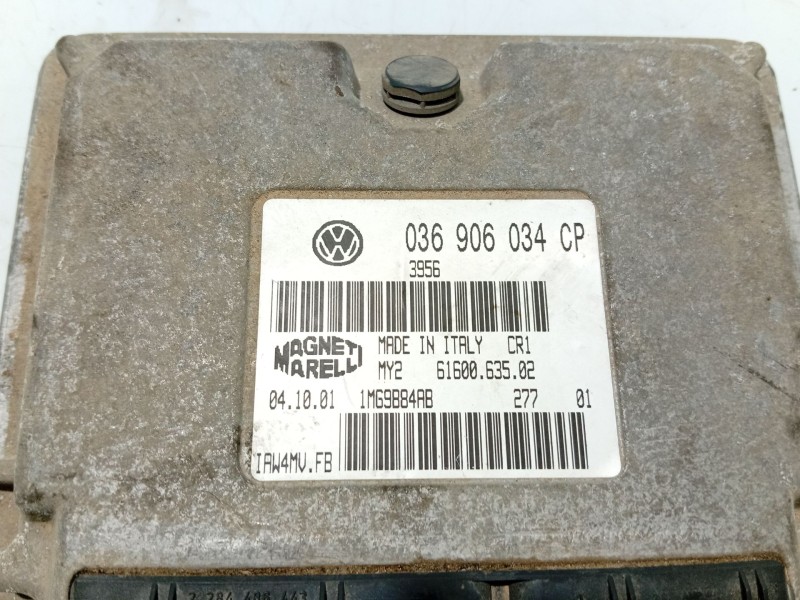 036 906 034 CP
3956
MAGNETI MARELLI
MADE IN ITALY CR1
MY2 61600.635.02
04.10.01 1MG9B84AB 277 01
IAW4MV.FB